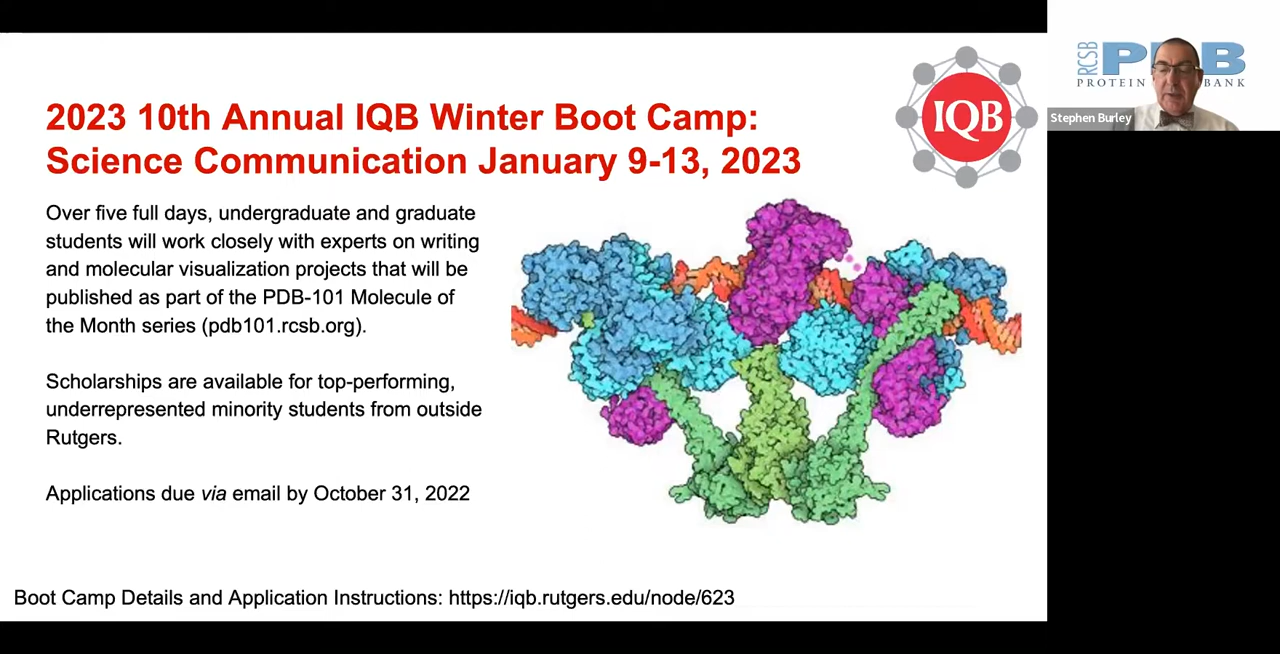 2023 10th Annual IQB Winter Boot Camp:
Science Communication January 9-13, 2023
Over five full days, undergraduate and graduate
students will work closely with experts on writing
and molecular visualization projects that will be
published as part of the PDB-101 Molecule of
the Month series (pdb101.rcsb.org).
Scholarships are available for top-performing,
underrepresented minority students from outside
Rutgers.
Applications due via email by October 31, 2022
Boot Camp Details and Application Instructions: https://iqb.rutgers.edu/node/623
IQB
RCSB
PROTEIN
Stephen Burley